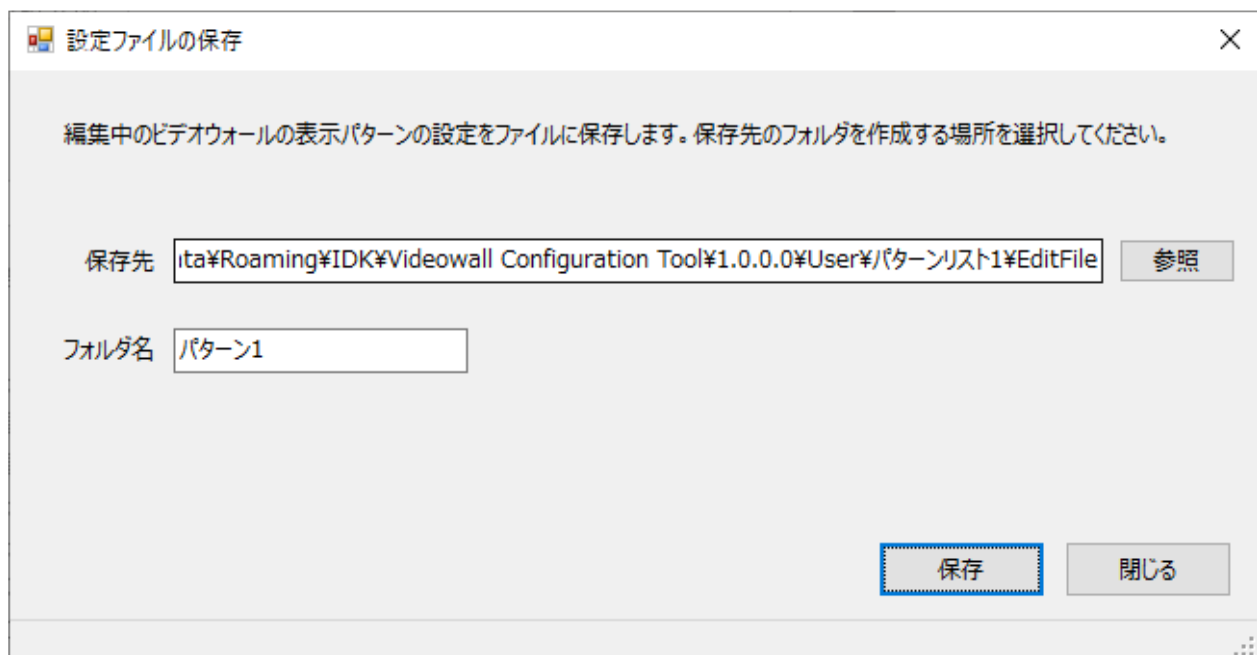 設定ファイルの保存
編集中のビデオウォールの表示パターンの設定をファイルに保存します。保存先のフォルダを作成する場所を選択してください。
保存先 ta¥Roaming¥IDK¥Videowall Configuration Tool¥1.0.0.0¥User¥パターンリスト1¥EditFile 参照
フォルダ名 パターン1
保存 閉じる